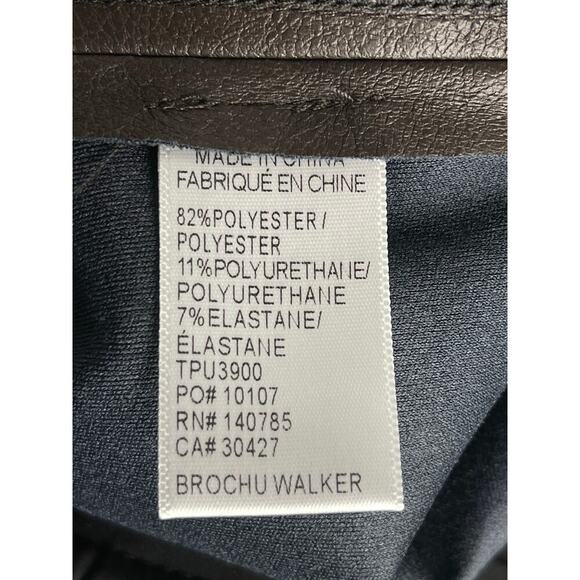 MADE IN CHINA
FABRIQUÉ EN CHINE
82%POLYESTER/
POLYESTER
11%POLYURETHANE/
POLYURETHANE
7%ELASTANE/
ÉLASTANE
TPU3900
PO# 10107
RN# 140785
CA# 30427
BROCHU WALKER